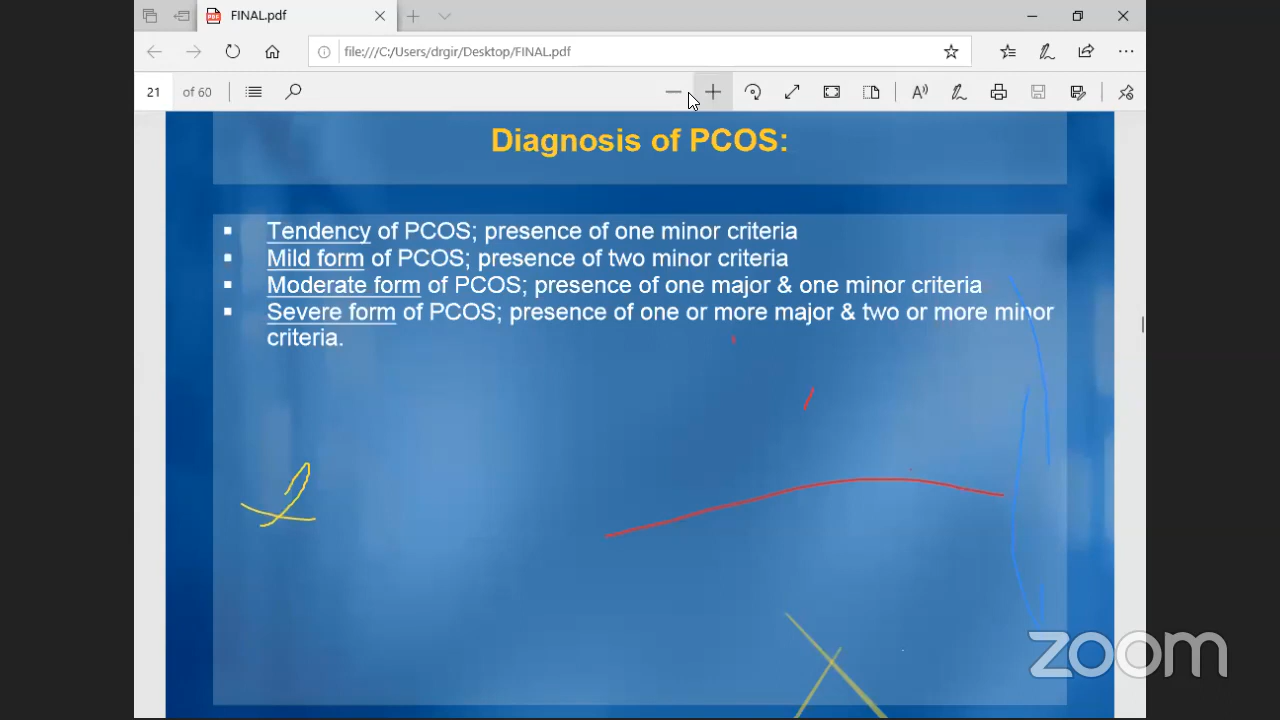 FINAL.pdf
file:///C:/Users/drgir/Desktop/FINAL.pdf
21 of 60
Diagnosis of PCOS:
▪ Tendency of PCOS; presence of one minor criteria
▪ Mild form of PCOS; presence of two minor criteria
▪ Moderate form of PCOS; presence of one major & one minor criteria
▪ Severe form of PCOS; presence of one or more major & two or more minor
criteria.
zoom